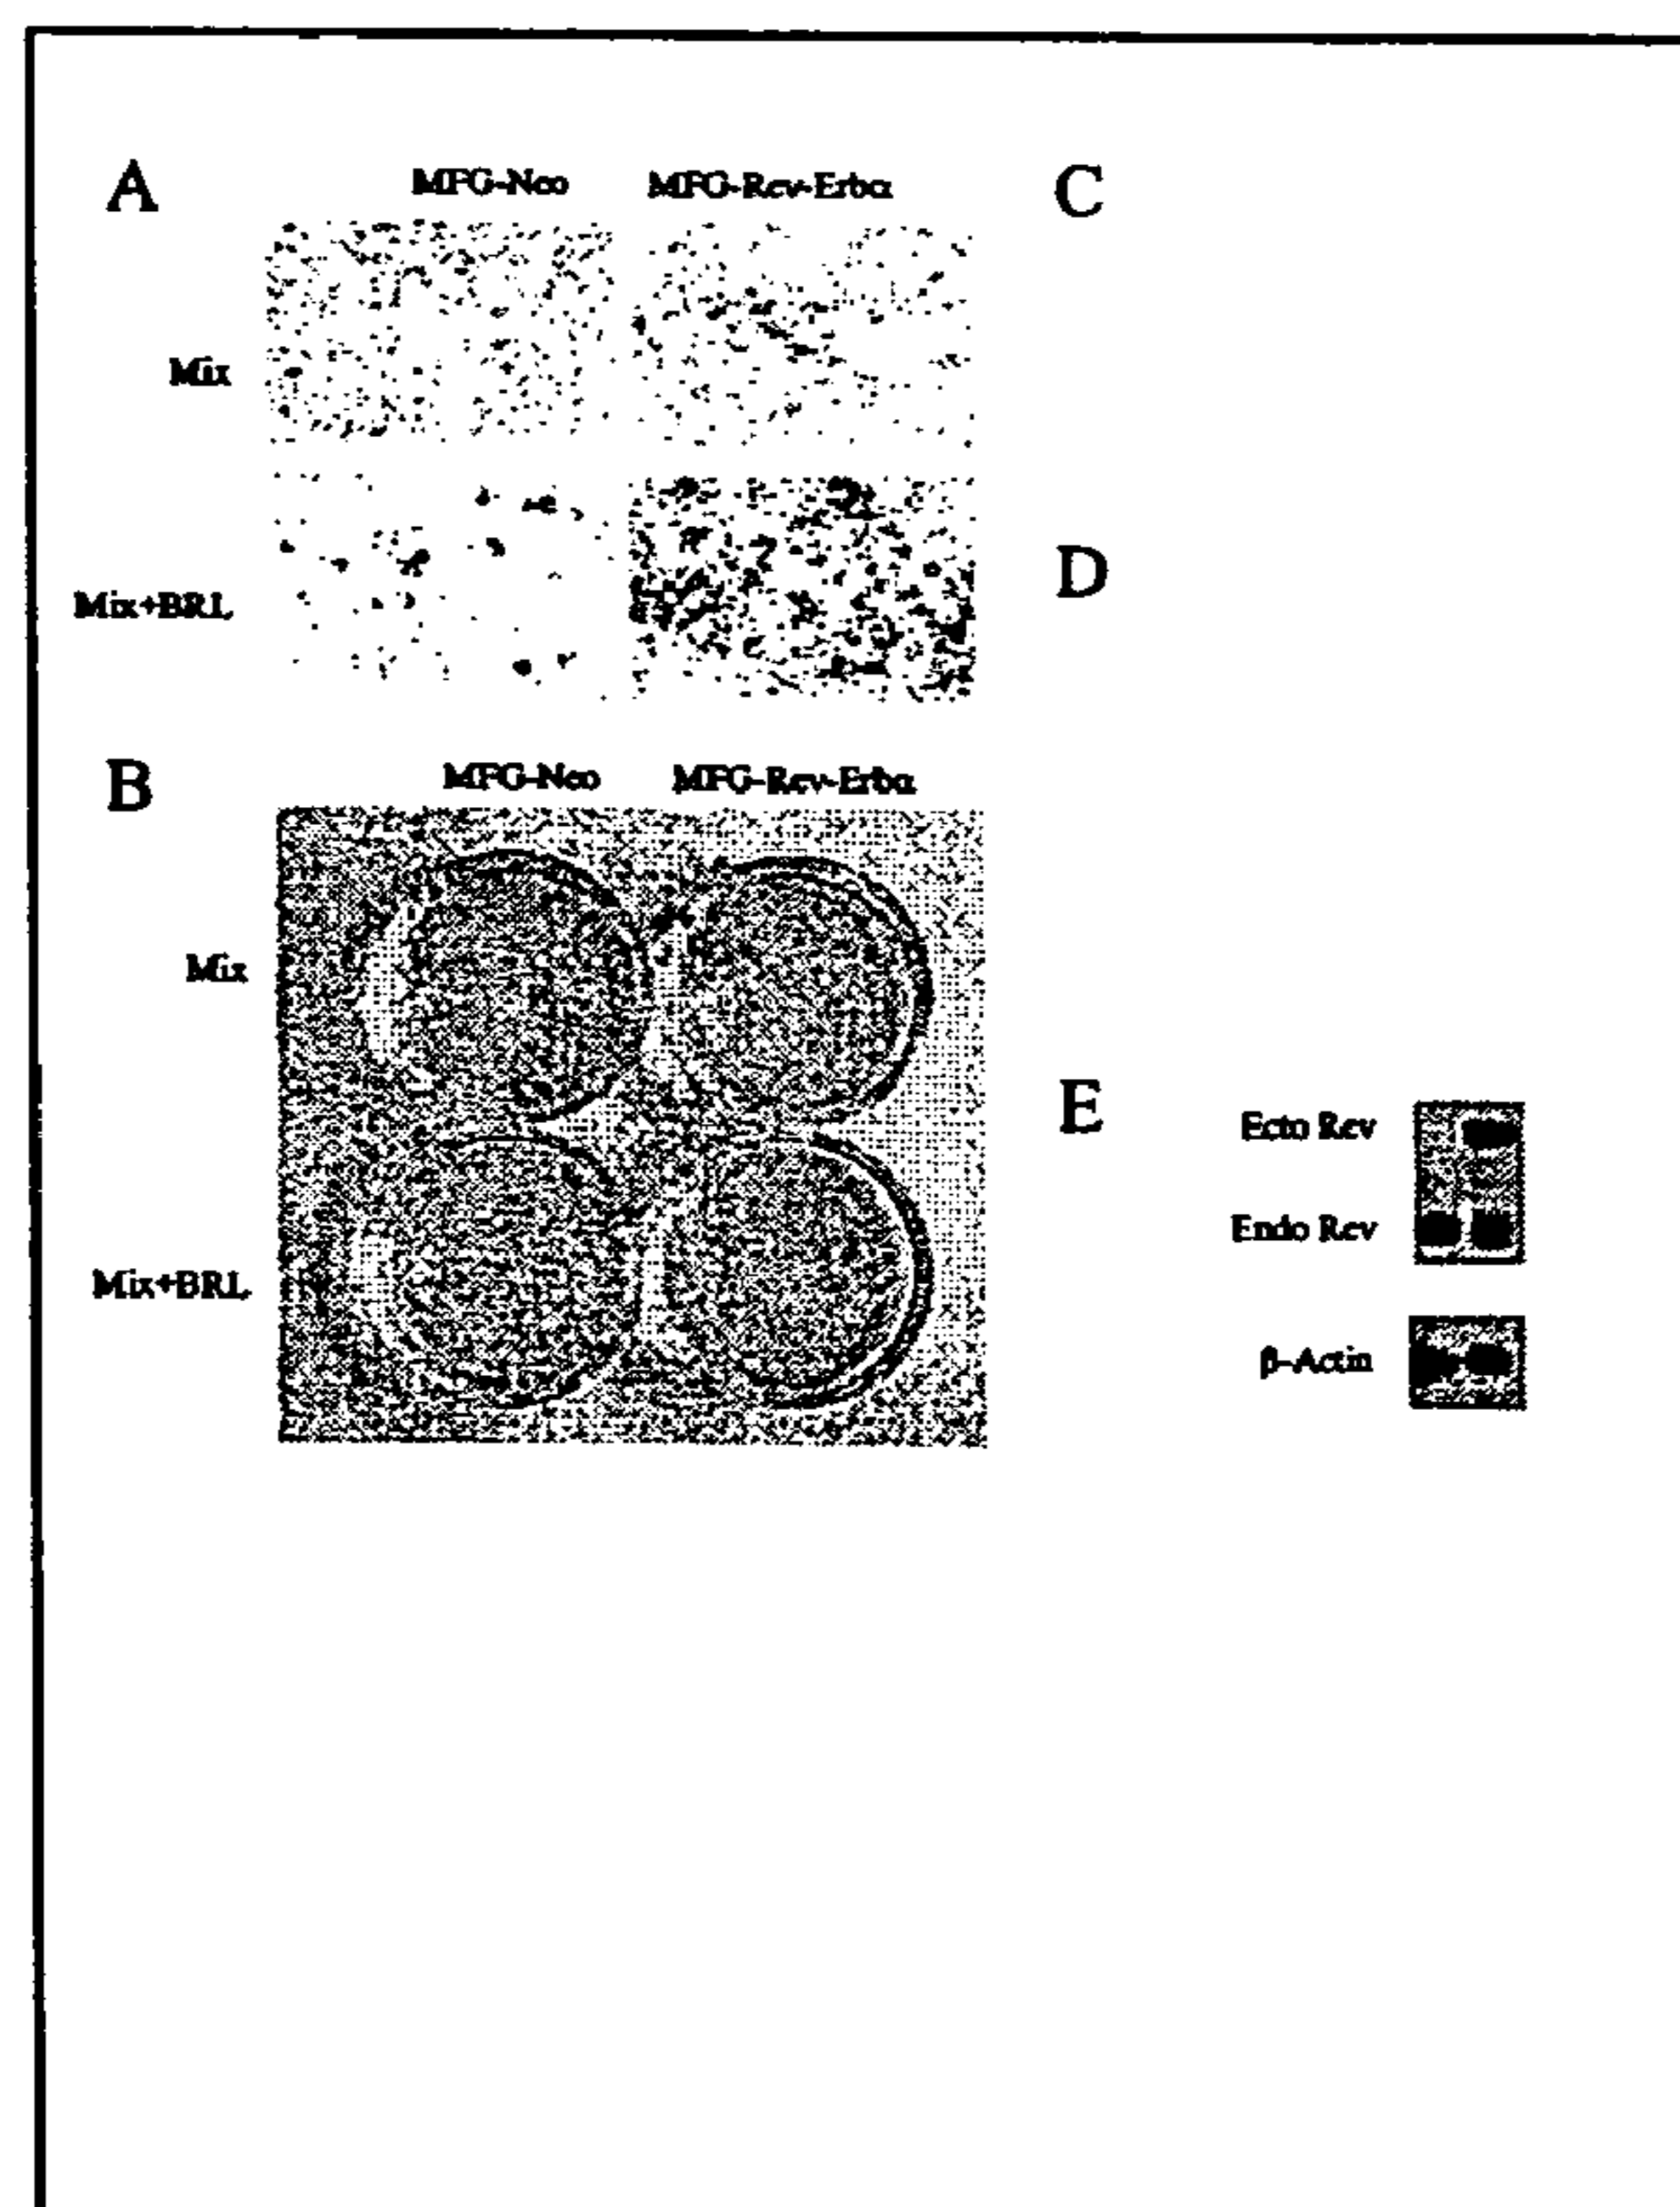 A
MFG-Neo MFG-Rev-Erbα
C
Mix
Mix+BRL
D
B
MFG-Neo MFG-Rev-Erbα
Mix
Mix+BRL
E
Ecto Rev
Endo Rev
β-Actin